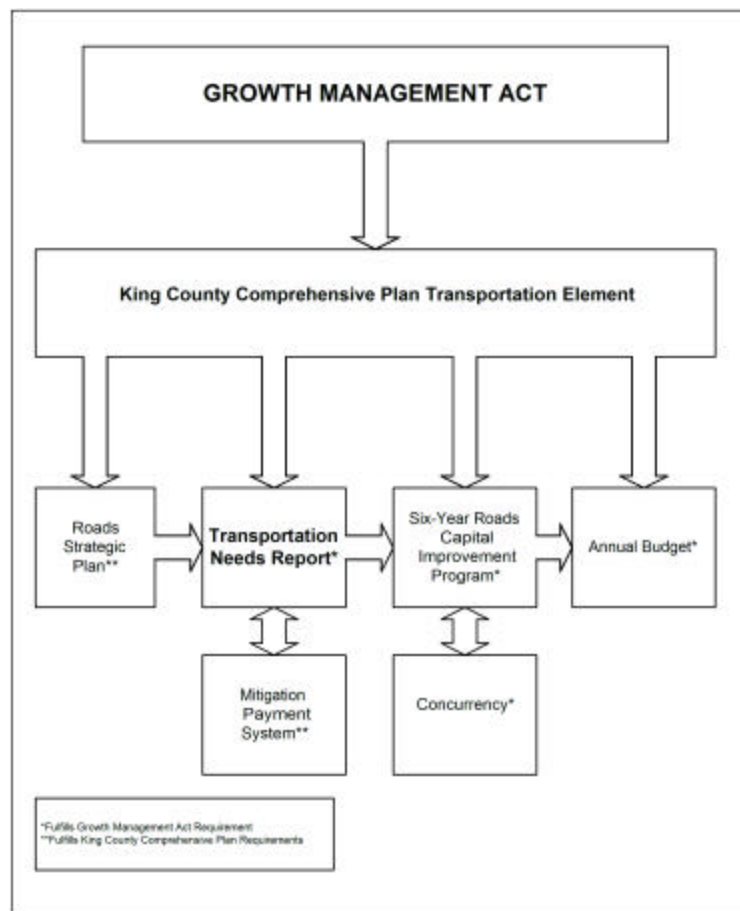 GROWTH MANAGEMENT ACT
King County Comprehensive Plan Transportation Element
Roads
Strategic
Plan**
Transportation
Needs Report*
Six-Year Roads
Capital
Improvement
Program*
Annual Budget*
Mitigation
Payment
System**
Concurrency*
*Fulfills Growth Management Act Requirement
**Fulfills King County Comprehensive Plan Requirements